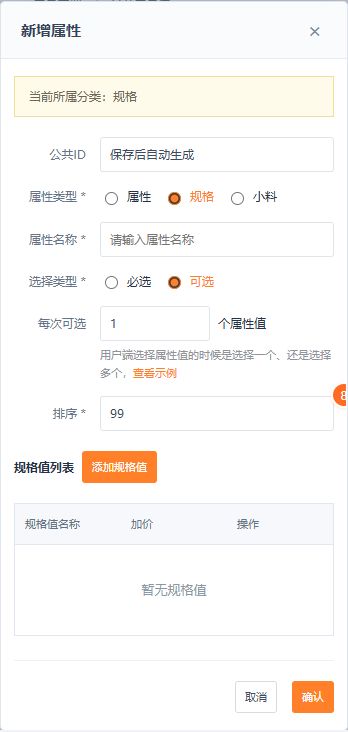 新增属性
当前所属分类：规格
公共ID 保存后自动生成
属性类型 * 属性 规格 小料
属性名称 * 请输入属性名称
选择类型 * 必选 可选
每次可选 1 个属性值
用户端选择属性值的时候是选择一个、还是选择
多个，查看示例
排序 * 99
规格值列表 添加规格值
规格值名称 加价 操作
暂无规格值
取消 确认